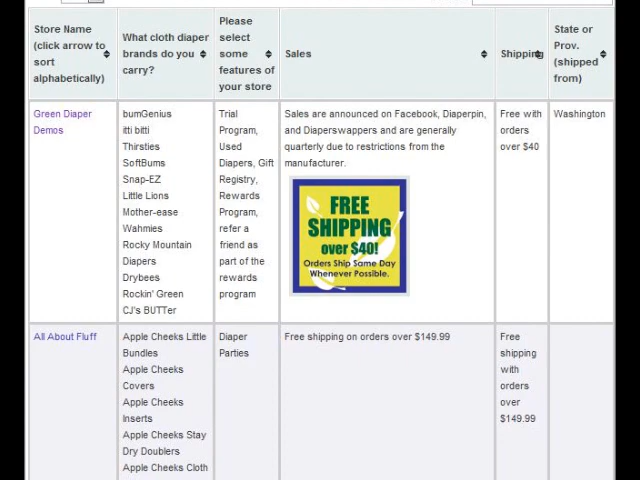 Store Name
(click arrow to
sort
alphabetically)
What cloth diaper
brands do you
carry?
Please
select
some
features of
your store
Sales
Shipping
State or
Prov.
(shipped
from)
Green Diaper
Demos
bumGenius
itti bitti
Thirsties
SoftBums
Snap-EZ
Little Lions
Mother-ease
Wahmies
Rocky Mountain
Diapers
Drybees
Rockin' Green
CJ's BUTTer
Trial
Program,
Used
Diapers, Gift
Registry,
Rewards
Program,
refer a
friend as
part of the
rewards
program
Sales are announced on Facebook, Diaperpin,
and Diaperswappers and are generally
quarterly due to restrictions from the
manufacturer.
FREE
SHIPPING
over $40!
Orders Ship Same Day
Whenever Possible.
Free with
orders
over $40
Washington
All About Fluff
Apple Cheeks Little
Bundles
Apple Cheeks
Covers
Apple Cheeks
Inserts
Apple Cheeks Stay
Dry Doublers
Apple Cheeks Cloth
Diaper
Parties
Free shipping on orders over $149.99
Free
shipping
with
orders
over
$149.99